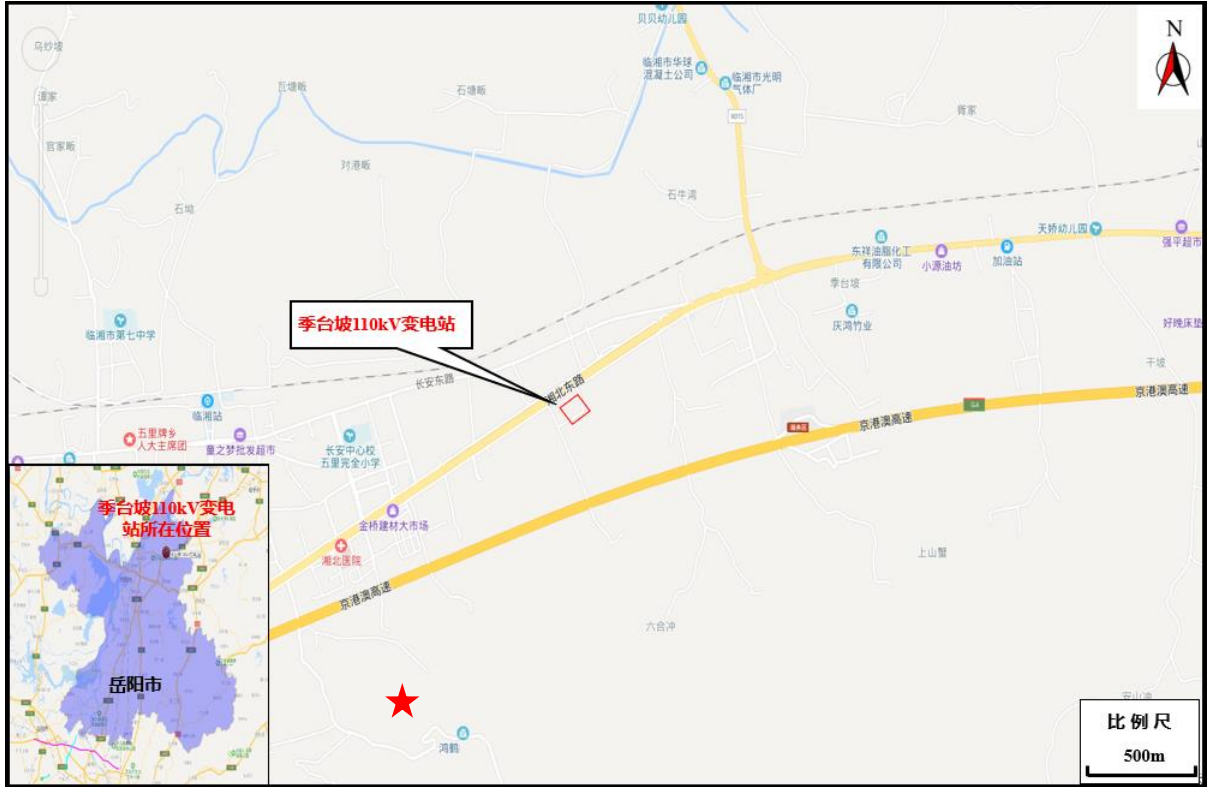 贝贝幼儿园
N
乌纱坡
临湘市华球
混凝土公司
临湘市光明
气体厂
瓦塘畈
石塘畈
谭家
胥家
官家畈
对港畈
石坳
石牛湾
天娇幼儿园
强平超市
东祥油脂化工
有限公司
小源油坊
加油站
季台坡
季台坡110kV变电站
庆鸿竹业
好晚床垫
临湘市第七中学
干坡
长安东路
湘北东路
京港澳高速
G4
京港澳高速
临湘站
五里牌乡
人大主席团
童之梦批发超市
长安中心校
五里完全小学
季台坡110kV变电
站所在位置
金桥建材大市场
湘北医院
上山蟹
京港澳高速
六合冲
岳阳市
安山冲
鸿鹤
比例尺
500m